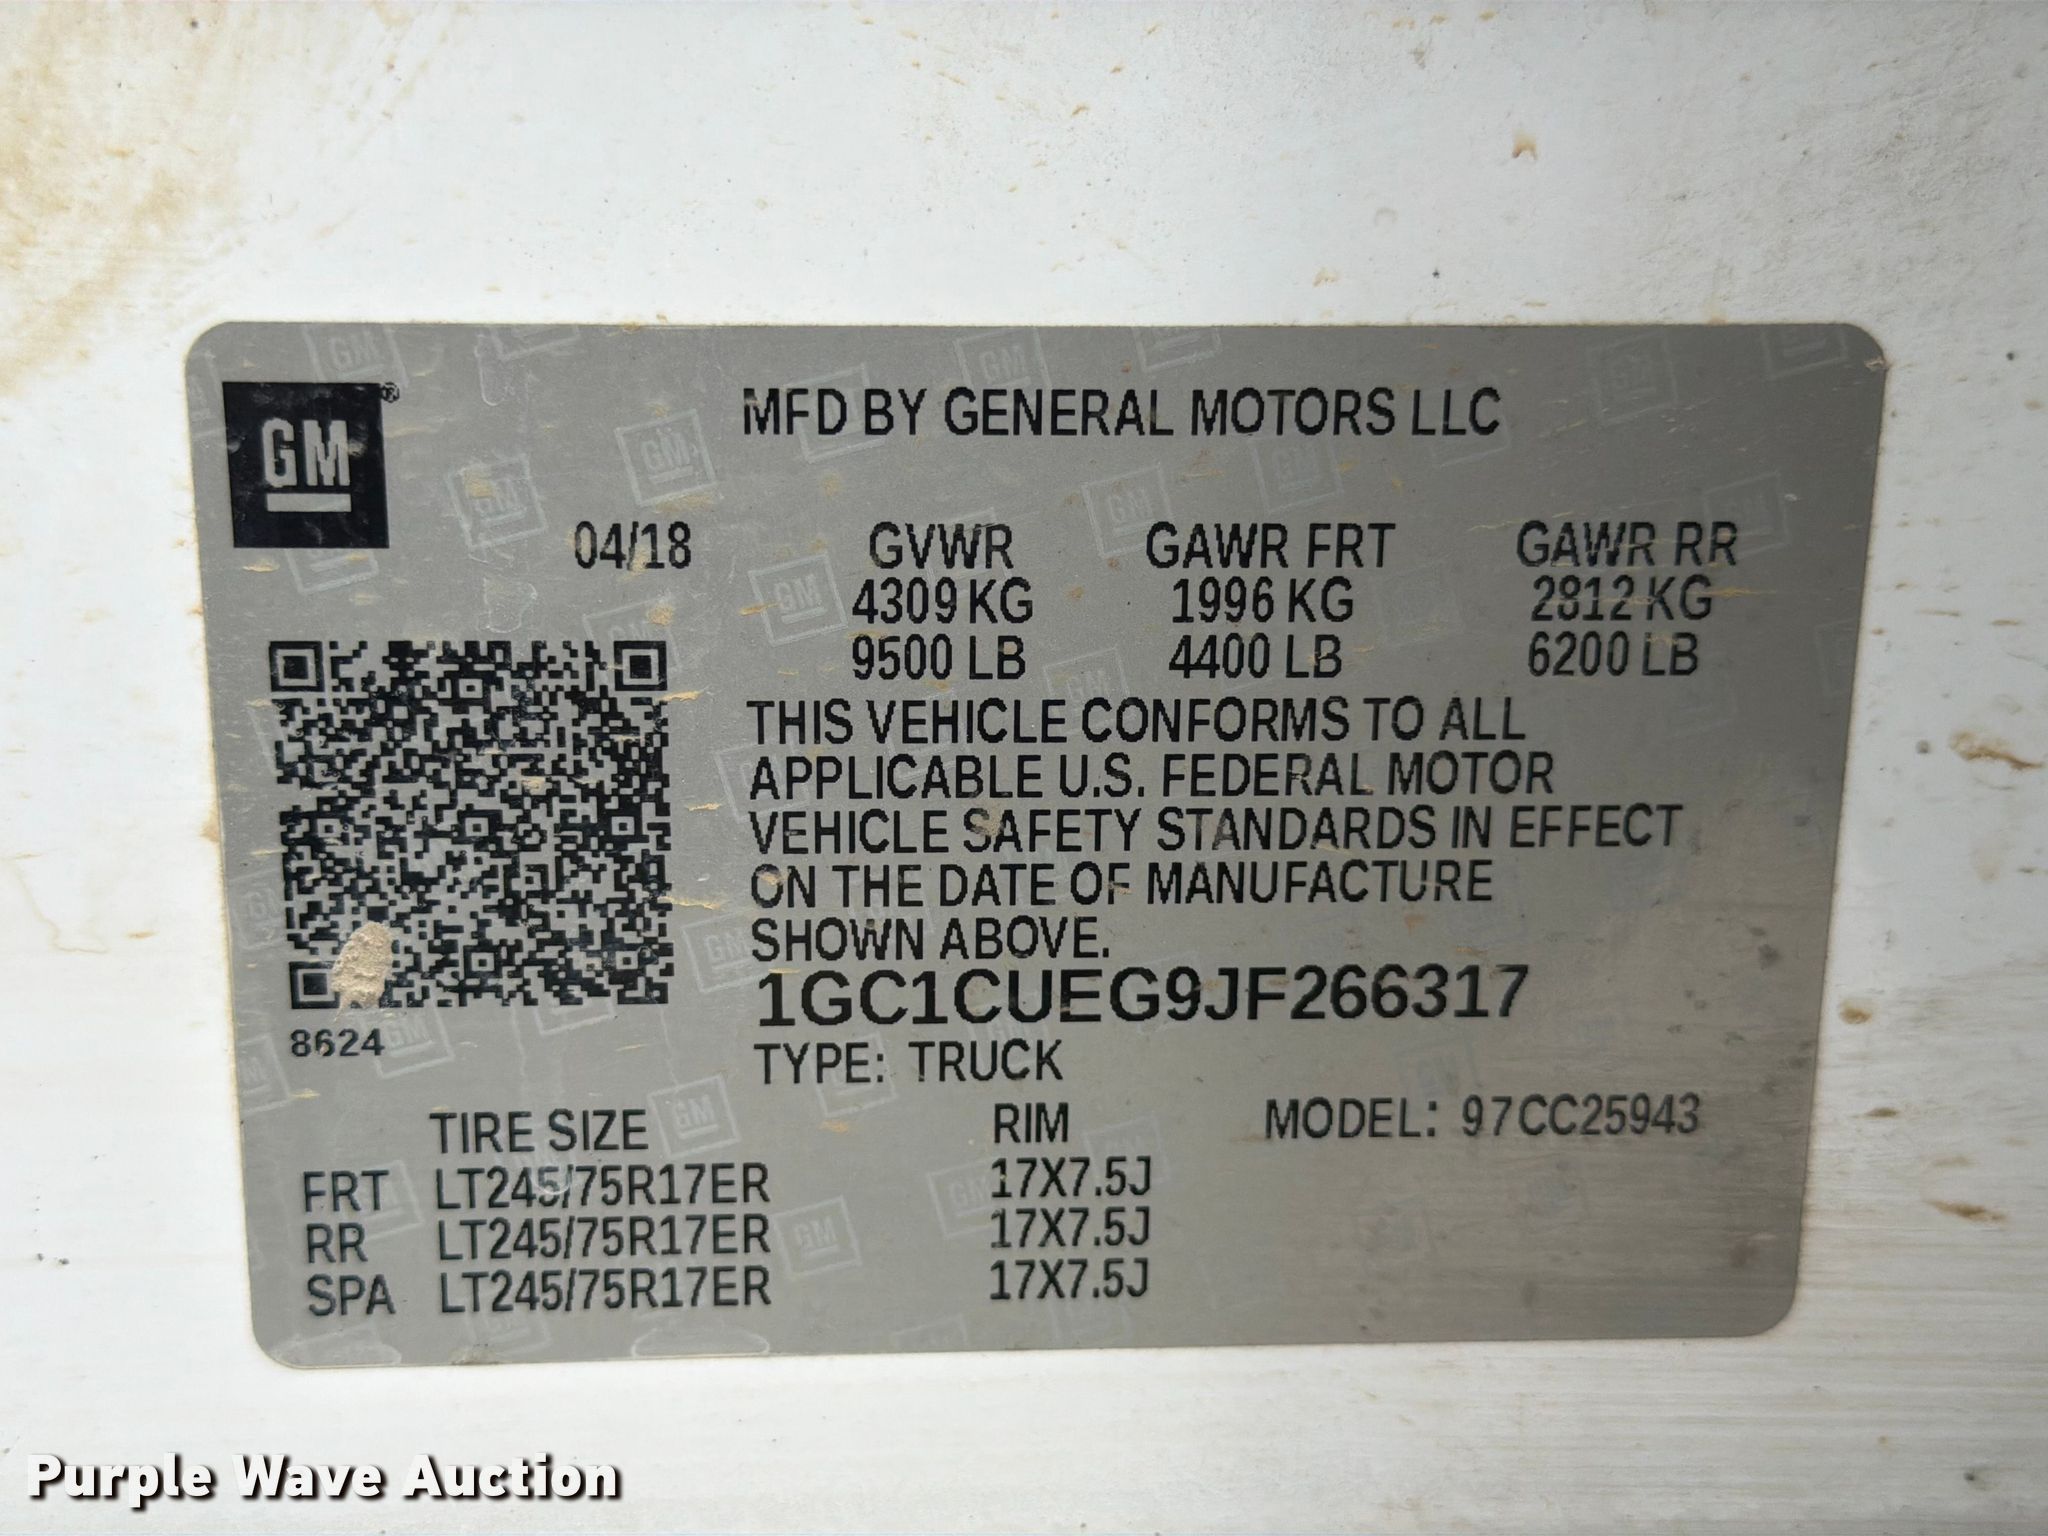 GM®
MFD BY GENERAL MOTORS LLC
04/18 GVWR GAWR FRT GAWR RR
4309 KG 1996 KG 2812 KG
9500 LB 4400 LB 6200 LB
THIS VEHICLE CONFORMS TO ALL
APPLICABLE U.S. FEDERAL MOTOR
VEHICLE SAFETY STANDARDS IN EFFECT
ON THE DATE OF MANUFACTURE
SHOWN ABOVE.
1GC1CUEG9JF266317
8624
TYPE: TRUCK
TIRE SIZE RIM MODEL: 97CC25943
FRT LT245/75R17ER 17X7.5J
RR LT245/75R17ER 17X7.5J
SPA LT245/75R17ER 17X7.5J
Purple Wave Auction